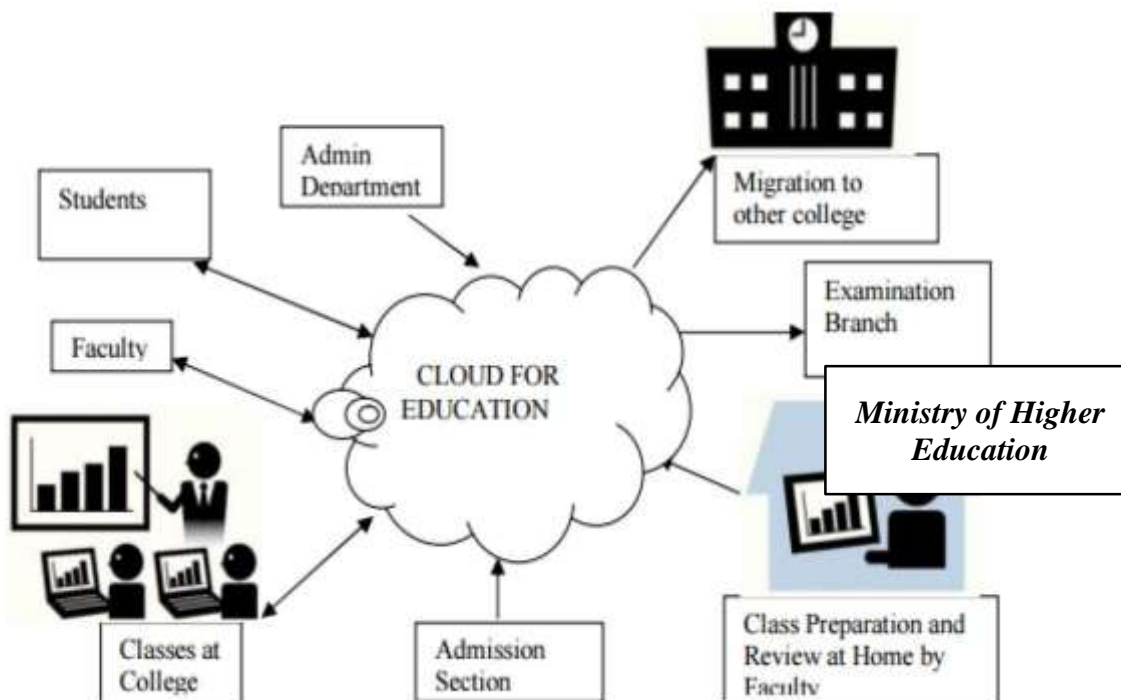 Admin
Department
Students
Migration to
other college
Examination
Branch
Faculty
CLOUD FOR
EDUCATION
Ministry of Higher
Education
Classes at
College
Admission
Section
Class Preparation and
Review at Home by
Faculty